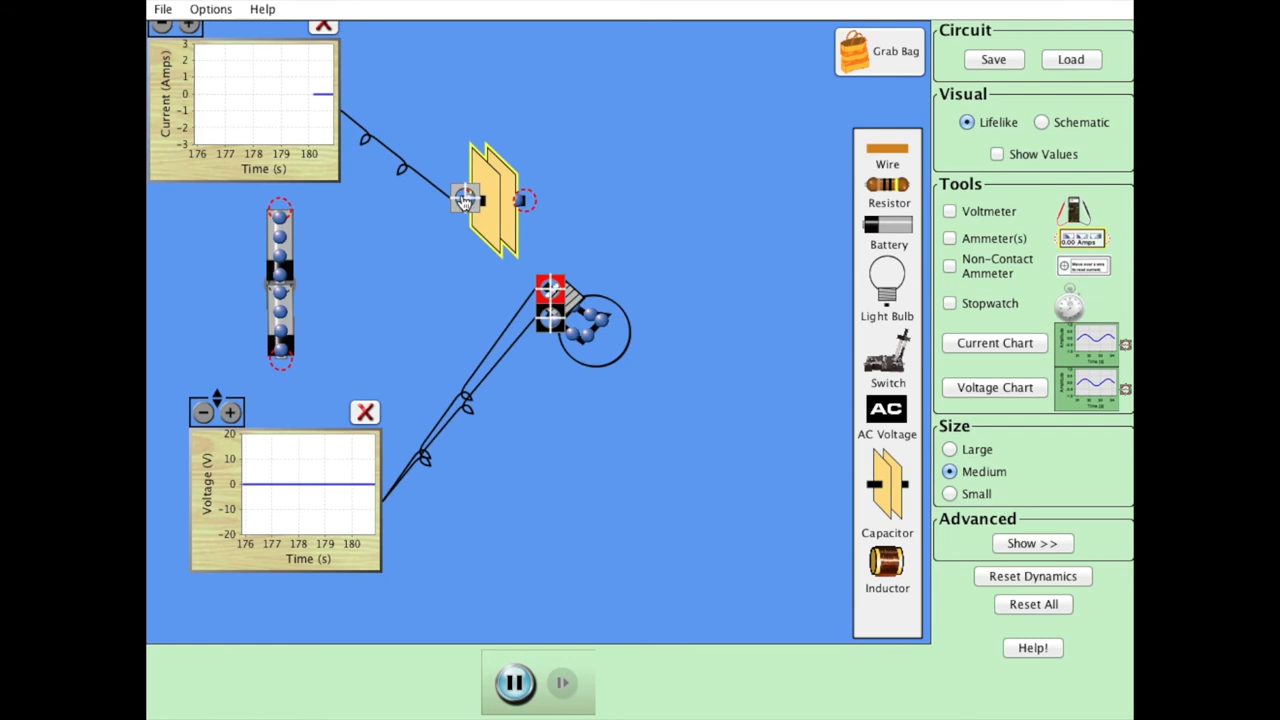 File Options Help
Current (Amps)
3
2
1
0
-1
-2
-3
176 177 178 179 180
Time (s)
Voltage (V)
20
10
0
-10
-20
176 177 178 179 180
Time (s)
Grab Bag
Wire
Resistor
Battery
Light Bulb
Switch
AC
AC Voltage
Capacitor
Inductor
Circuit
Save Load
Visual
Lifelike Schematic
Show Values
Tools
Voltmeter
Ammeter(s)
0.00 Amps
Non-Contact
Ammeter
Stopwatch
Current Chart
Voltage Chart
Size
Large
Medium
Small
Advanced
Show >>
Reset Dynamics
Reset All
Help!